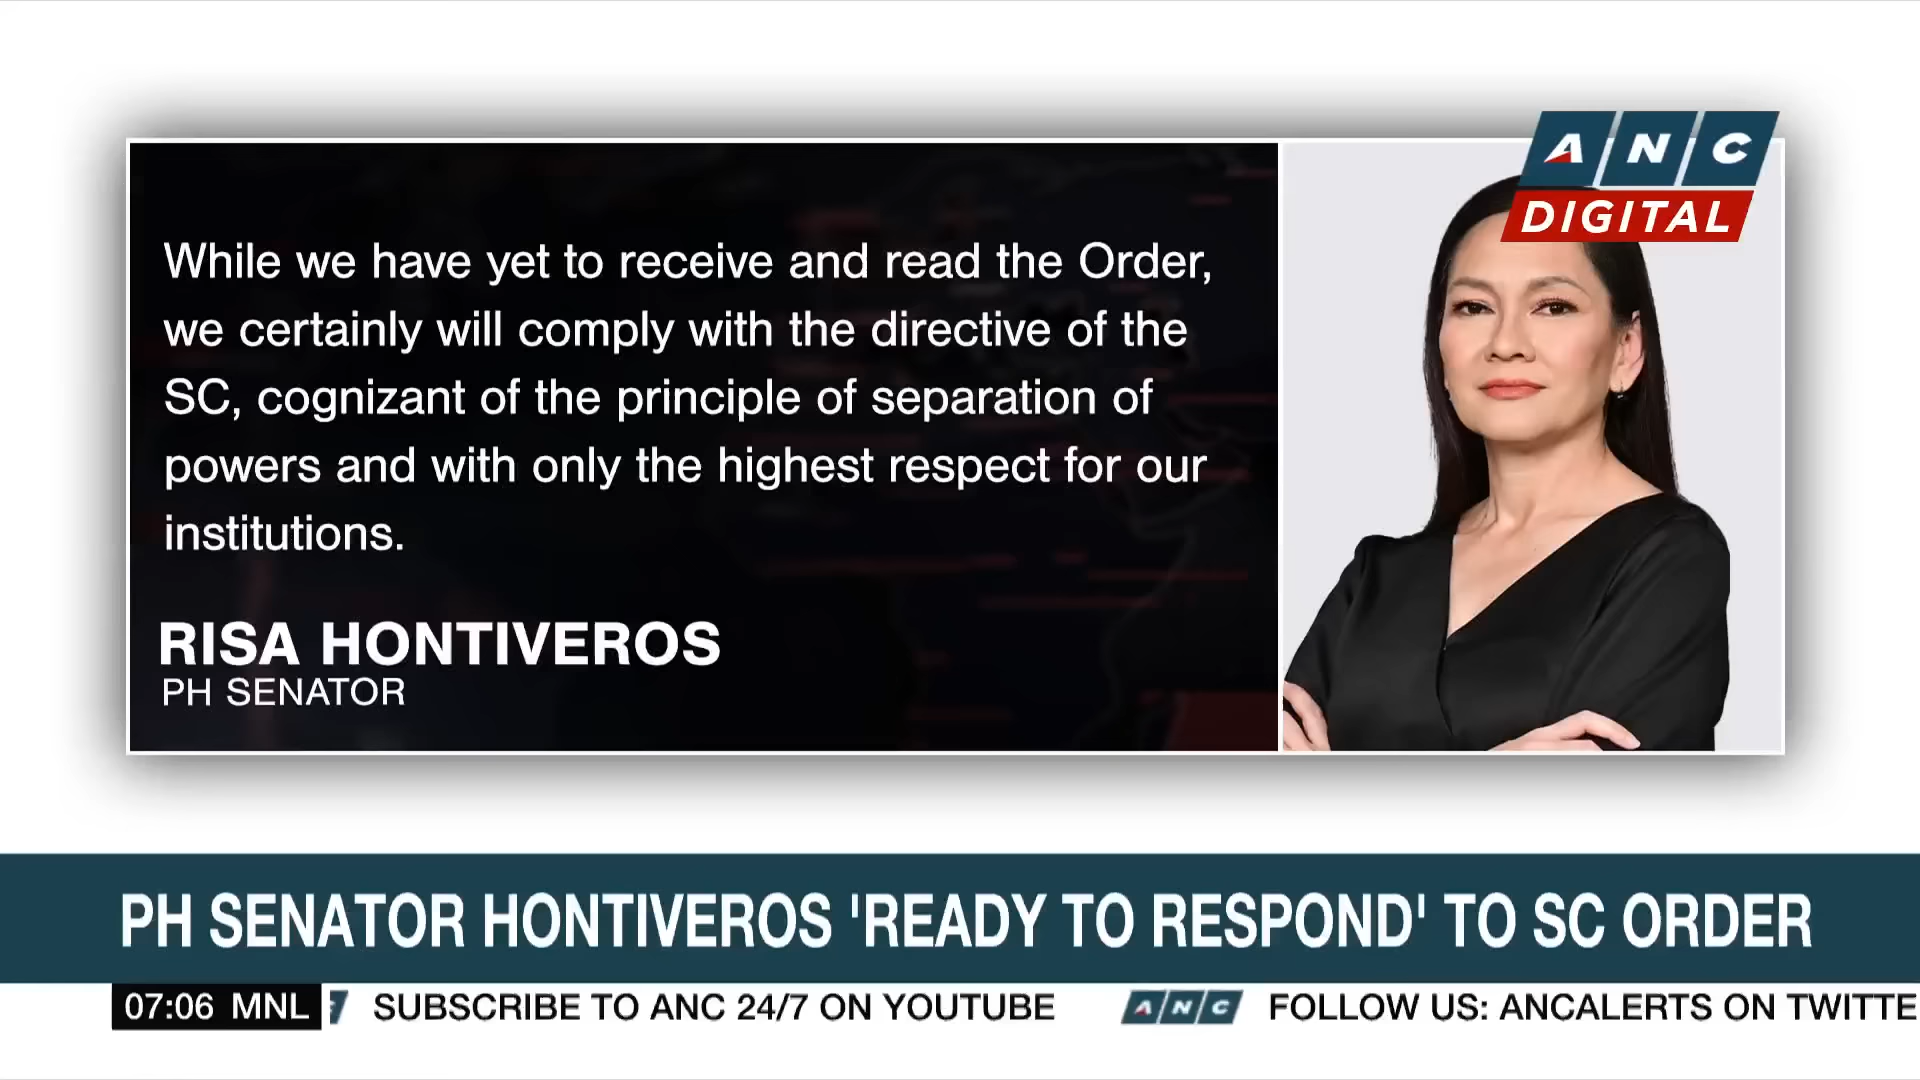 ANC
DIGITAL
While we have yet to receive and read the Order,
we certainly will comply with the directive of the
SC, cognizant of the principle of separation of
powers and with only the highest respect for our
institutions.
RISA HONTIVEROS
PH SENATOR
PH SENATOR HONTIVEROS 'READY TO RESPOND' TO SC ORDER
07:06 MNL SUBSCRIBE TO ANC 24/7 ON YOUTUBE ANC FOLLOW US: ANCALERTS ON TWITTE